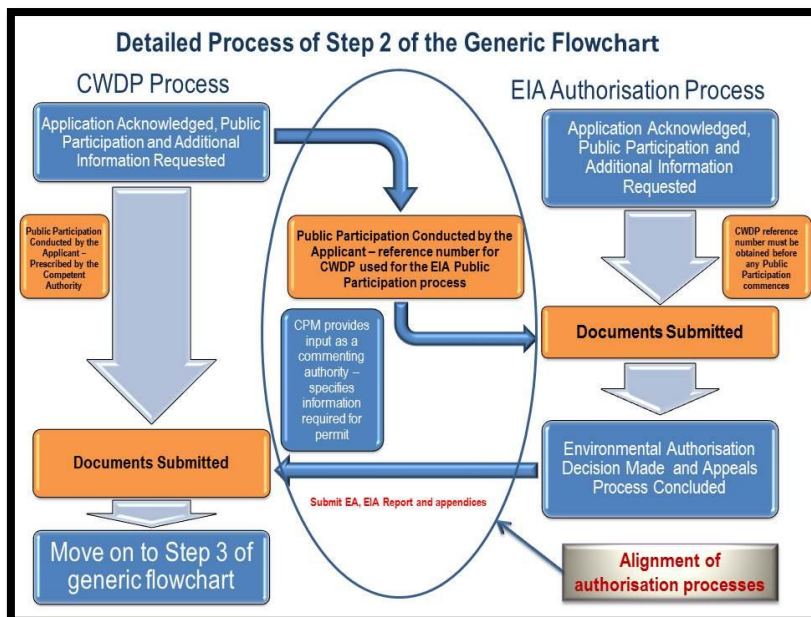 Detailed Process of Step 2 of the Generic Flowchart
CWDP Process
Application Acknowledged, Public
Participation and Additional
Information Requested
Public Participation
Conducted by the
Applicant –
Prescribed by the
Competent
Authority
Documents Submitted
Move on to Step 3 of
generic flowchart
Public Participation Conducted by the
Applicant – reference number for
CWDP used for the EIA Public
Participation process
CPM provides
input as a
commenting
authority –
specifies
information
required for
permit
Submit EA, EIA Report and appendices
EIA Authorisation Process
Application Acknowledged,
Public Participation and
Additional Information
Requested
CWDP reference
number must be
obtained before
any Public
Participation
commences
Documents Submitted
Environmental Authorisation
Decision Made and Appeals
Process Concluded
Alignment of
authorisation processes